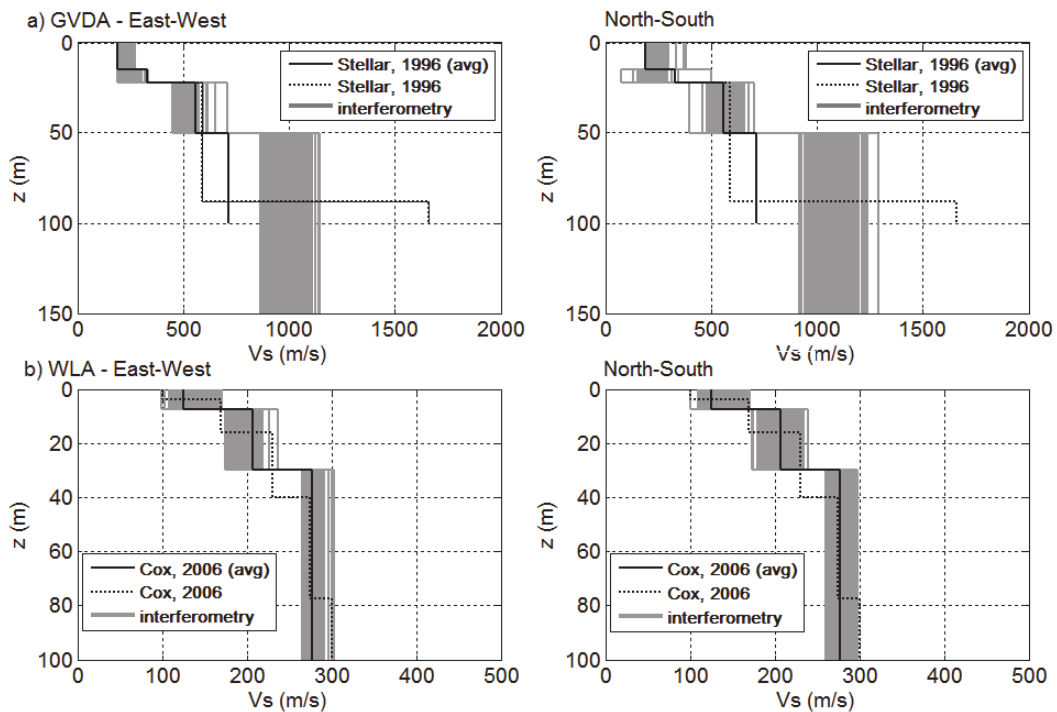 a) GVDA - East-West
North-South
0
50
100
150
z (m)
Stellar, 1996 (avg)
Stellar, 1996
interferometry
0
500
1000
1500
2000
Vs (m/s)
0
50
100
150
z (m)
Stellar, 1996 (avg)
Stellar, 1996
interferometry
0
500
1000
1500
2000
Vs (m/s)
b) WLA - East-West
North-South
0
20
40
60
80
100
z (m)
Cox, 2006 (avg)
Cox, 2006
interferometry
0
100
200
300
400
500
Vs (m/s)
0
20
40
60
80
100
z (m)
Cox, 2006 (avg)
Cox, 2006
interferometry
0
100
200
300
400
500
Vs (m/s)